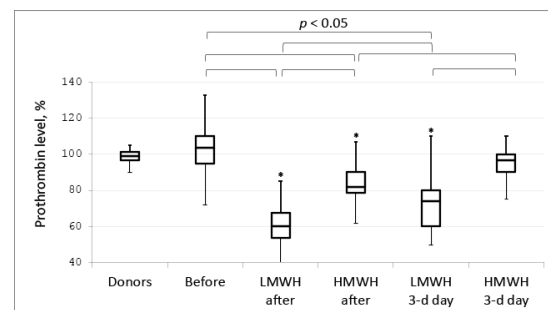 p < 0.05
Prothrombin level, %
140
120
100
80
60
40
*
*
*
Donors
Before
LMWH after
HMWH after
LMWH 3-d day
HMWH 3-d day